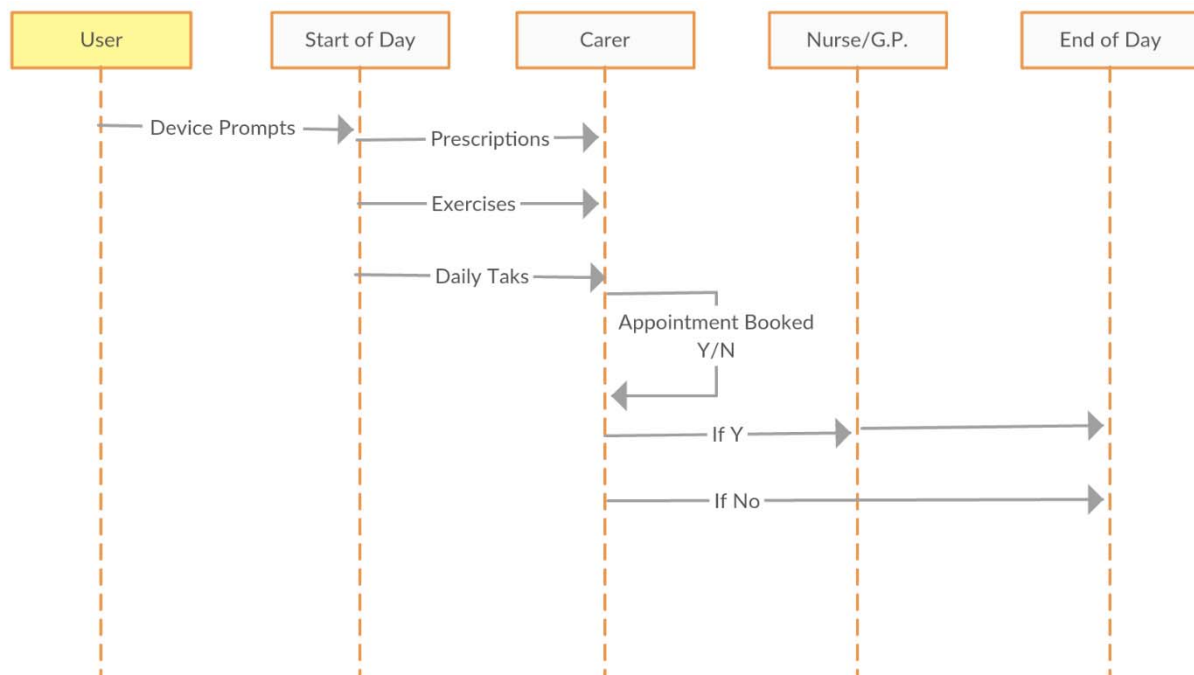 User
Start of Day
Carer
Nurse/G.P.
End of Day
Device Prompts
Prescriptions
Exercises
Daily Taks
Appointment Booked
Y/N
If Y
If No